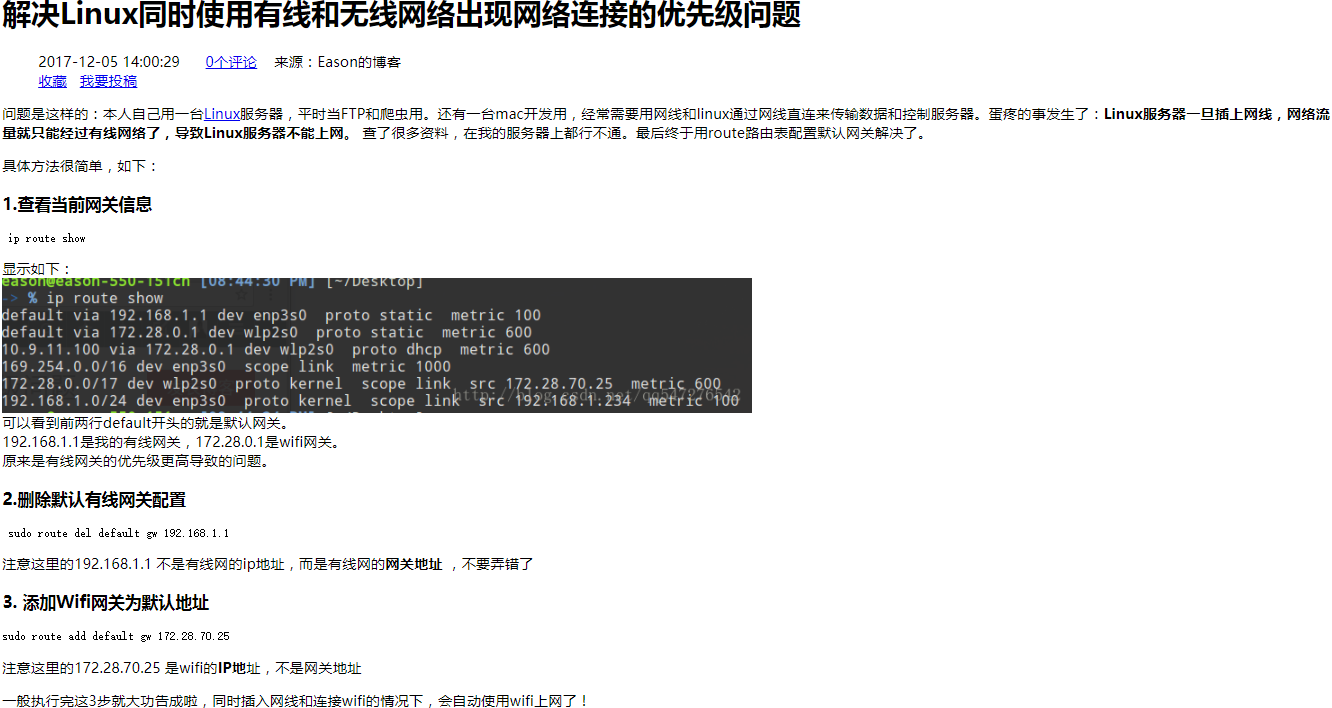 解决Linux同时使用有线和无线网络出现网络连接的优先级问题
2017-12-05 14:00:29 0个评论 来源：Eason的博客
收藏 我要投稿
问题是这样的：本人自己用一台Linux服务器，平时当FTP和爬虫用。还有一台mac开发用，经常需要用网线和linux通过网线直连来传输数据和控制服务器。蛋疼的事发生了：Linux服务器一旦插上网线，网络流
量就只能经过有线网络了，导致Linux服务器不能上网。 查了很多资料，在我的服务器上都行不通。最后终于用route路由表配置默认网关解决了。
具体方法很简单，如下：
1.查看当前网关信息
ip route show
显示如下：
eason@eason-550-151cn [08:44:30 PM] [~/Desktop]
-> % ip route show
default via 192.168.1.1 dev enp3s0  proto static  metric 100
default via 172.28.0.1 dev wlp2s0  proto static  metric 600
10.9.11.100 via 172.28.0.1 dev wlp2s0  proto dhcp  metric 600
169.254.0.0/16 dev enp3s0  scope link  metric 1000
172.28.0.0/17 dev wlp2s0  proto kernel  scope link  src 172.28.70.25  metric 600
192.168.1.0/24 dev enp3s0  proto kernel  scope link  src 192.168.1.234  metric 100
可以看到前两行default开头的就是默认网关。
192.168.1.1是我的有线网关，172.28.0.1是wifi网关。
原来是有线网关的优先级更高导致的问题。
2.删除默认有线网关配置
sudo route del default gw 192.168.1.1
注意这里的192.168.1.1 不是有线网的ip地址，而是有线网的网关地址 ，不要弄错了
3. 添加Wifi网关为默认地址
sudo route add default gw 172.28.70.25
注意这里的172.28.70.25 是wifi的IP地址，不是网关地址
一般执行完这3步就大功告成啦，同时插入网线和连接wifi的情况下，会自动使用wifi上网了！